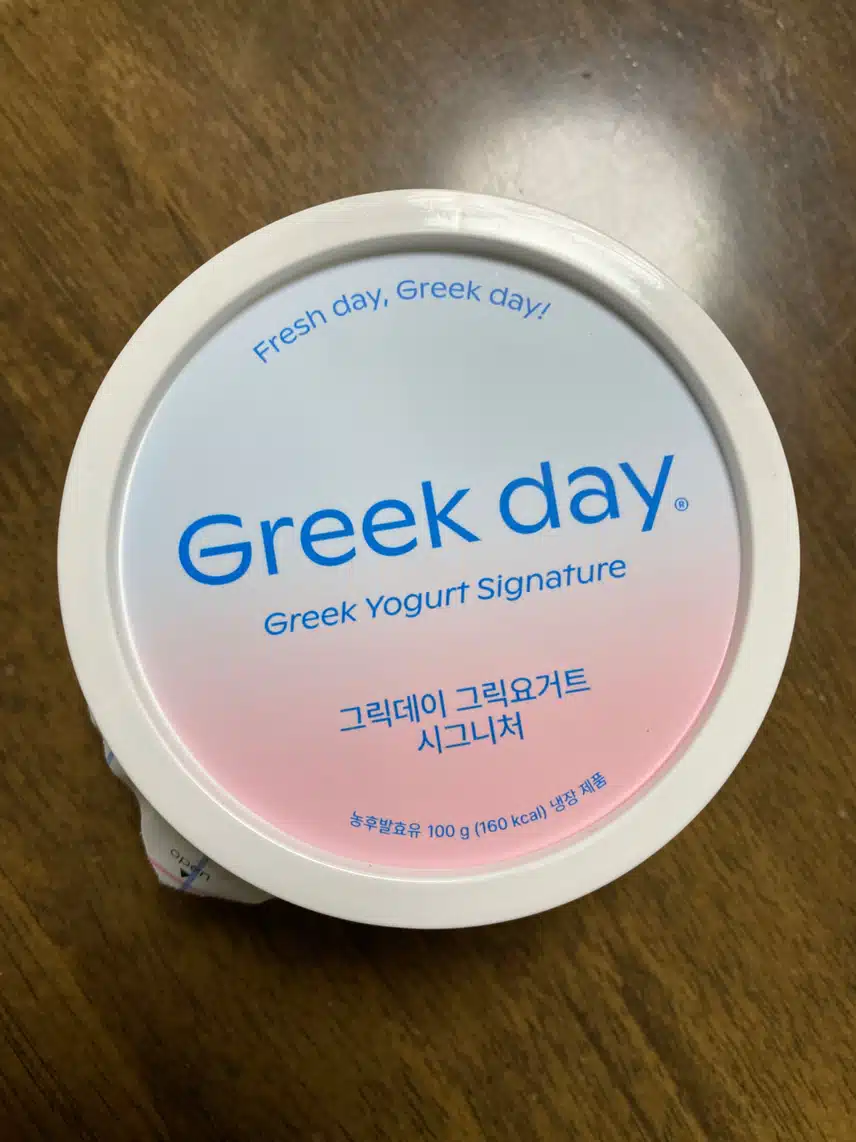 Fresh day, Greek day!
Greek day®
Greek Yogurt Signature
그릭데이 그릭요거트
시그니처
농후발효유 100 g (160 kcal) 냉장 제품
open